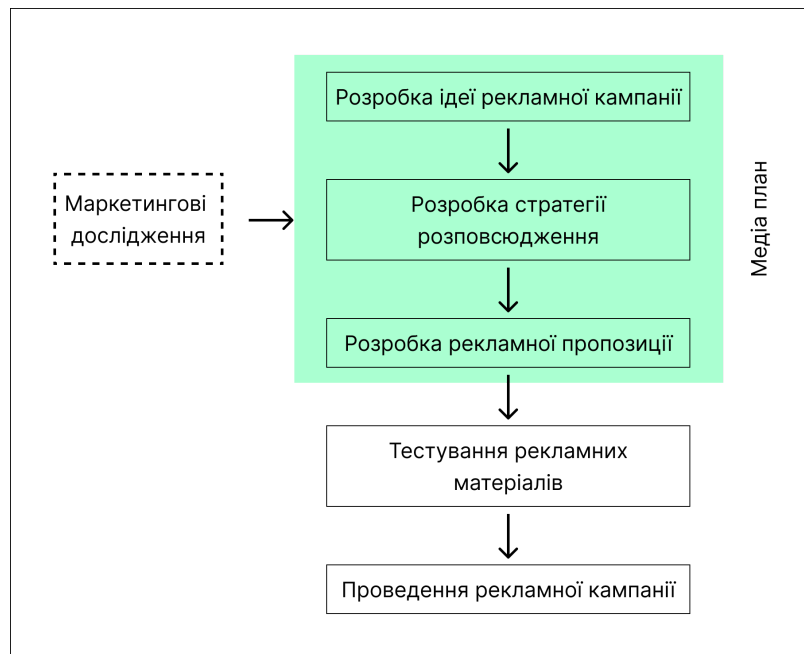 Розробка ідеї рекламної кампанії
Маркетингові
дослідження
Розробка стратегії
розповсюдження
Медіа план
Розробка рекламної пропозиції
Тестування рекламних
матеріалів
Проведення рекламної кампанії